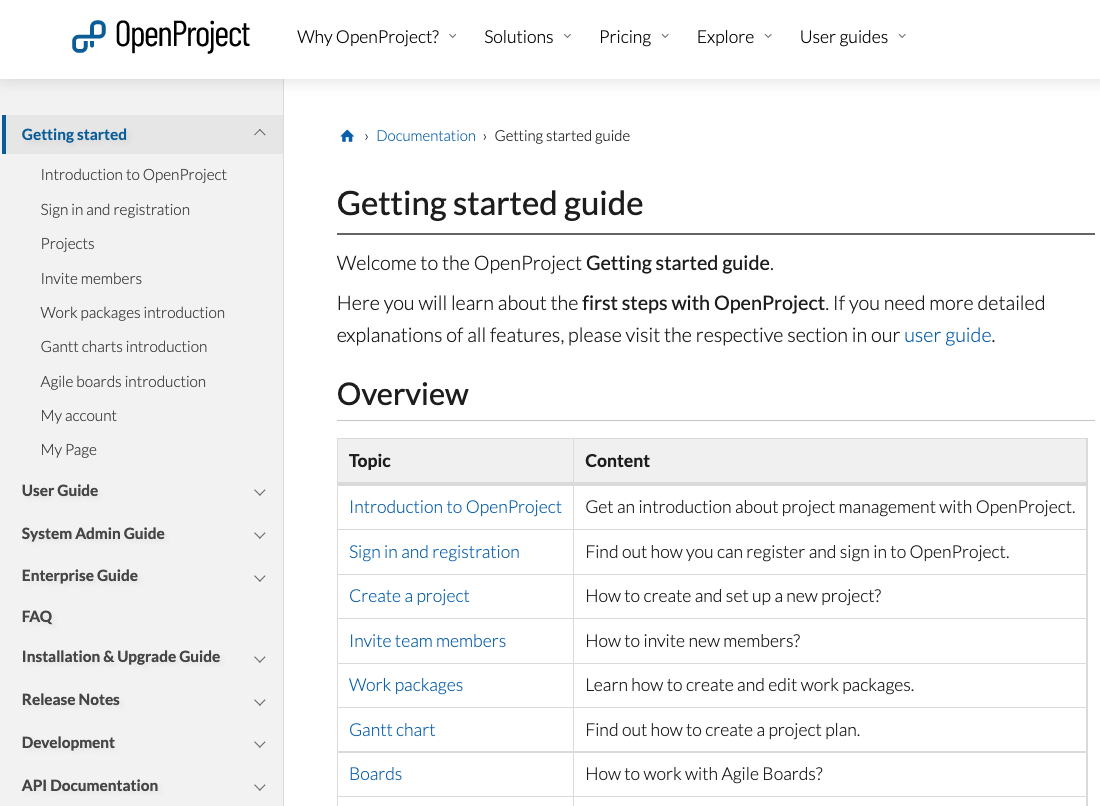 OpenProject
Why OpenProject?
Solutions
Pricing
Explore
User guides
Getting started
Introduction to OpenProject
Sign in and registration
Projects
Invite members
Work packages introduction
Gantt charts introduction
Agile boards introduction
My account
My Page
User Guide
System Admin Guide
Enterprise Guide
FAQ
Installation & Upgrade Guide
Release Notes
Development
API Documentation
› Documentation › Getting started guide
Getting started guide
Welcome to the OpenProject Getting started guide.
Here you will learn about the first steps with OpenProject. If you need more detailed
explanations of all features, please visit the respective section in our user guide.
Overview
Topic Content
Introduction to OpenProject Get an introduction about project management with OpenProject.
Sign in and registration Find out how you can register and sign in to OpenProject.
Create a project How to create and set up a new project?
Invite team members How to invite new members?
Work packages Learn how to create and edit work packages.
Gantt chart Find out how to create a project plan.
Boards How to work with Agile Boards?